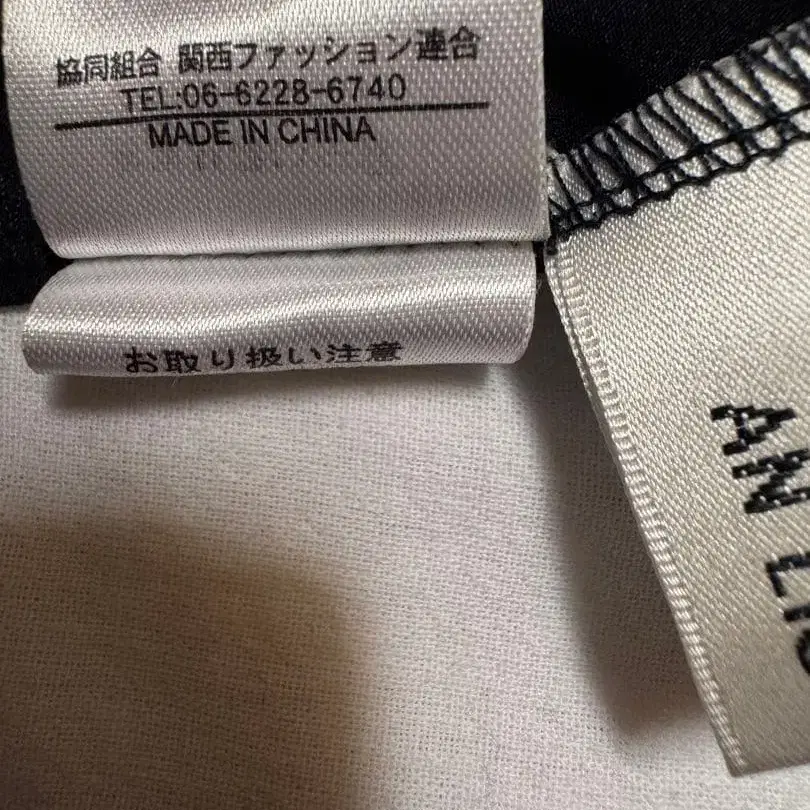 協同組合 関西ファッション連合
TEL:06-6228-6740
MADE IN CHINA
お取り扱い注意
AN